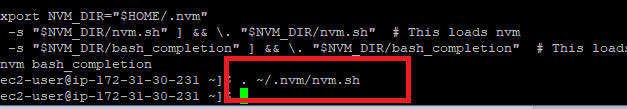 xport NVM_DIR="$HOME/.nvm"
-s "$NVM_DIR/nvm.sh" ] && \. "$NVM_DIR/nvm.sh"  # This loads nvm
-s "$NVM_DIR/bash_completion" ] && \. "$NVM_DIR/bash_completion"  # This loads
nvm bash_completion
ec2-user@ip-172-31-30-231 ~]$ . ~/.nvm/nvm.sh
ec2-user@ip-172-31-30-231 ~]$